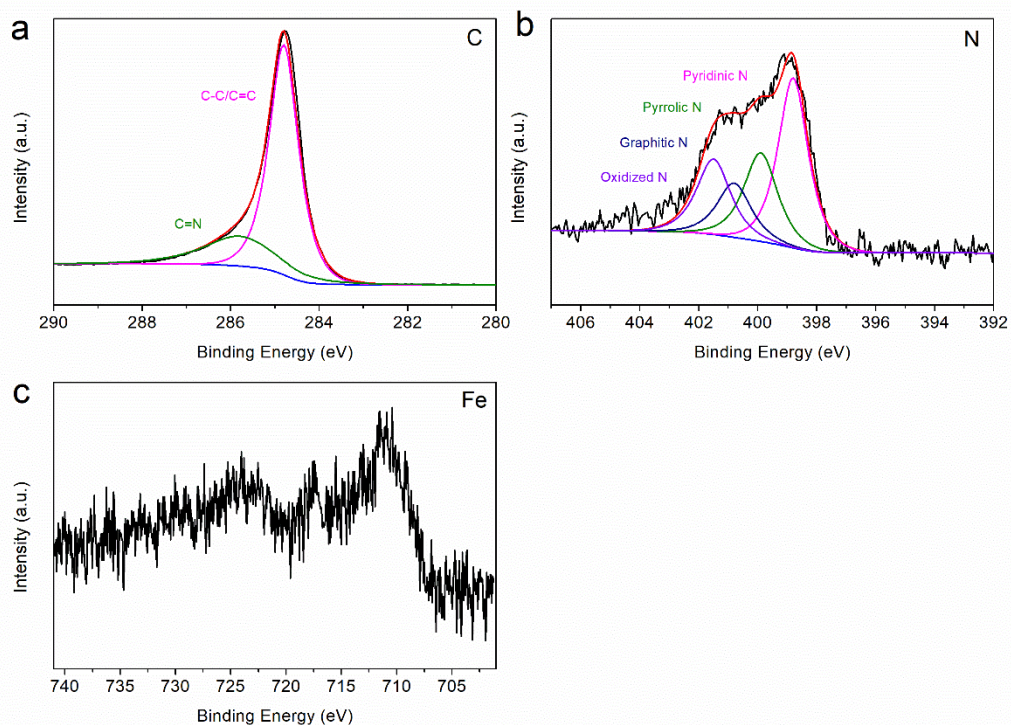 a
C
C-C/C=C
C=N
Intensity (a.u.)
290 288 286 284 282 280
Binding Energy (eV)
b
N
Pyridinic N
Pyrrolic N
Graphitic N
Oxidized N
Intensity (a.u.)
406 404 402 400 398 396 394 392
Binding Energy (eV)
c
Fe
Intensity (a.u.)
740 735 730 725 720 715 710 705
Binding Energy (eV)